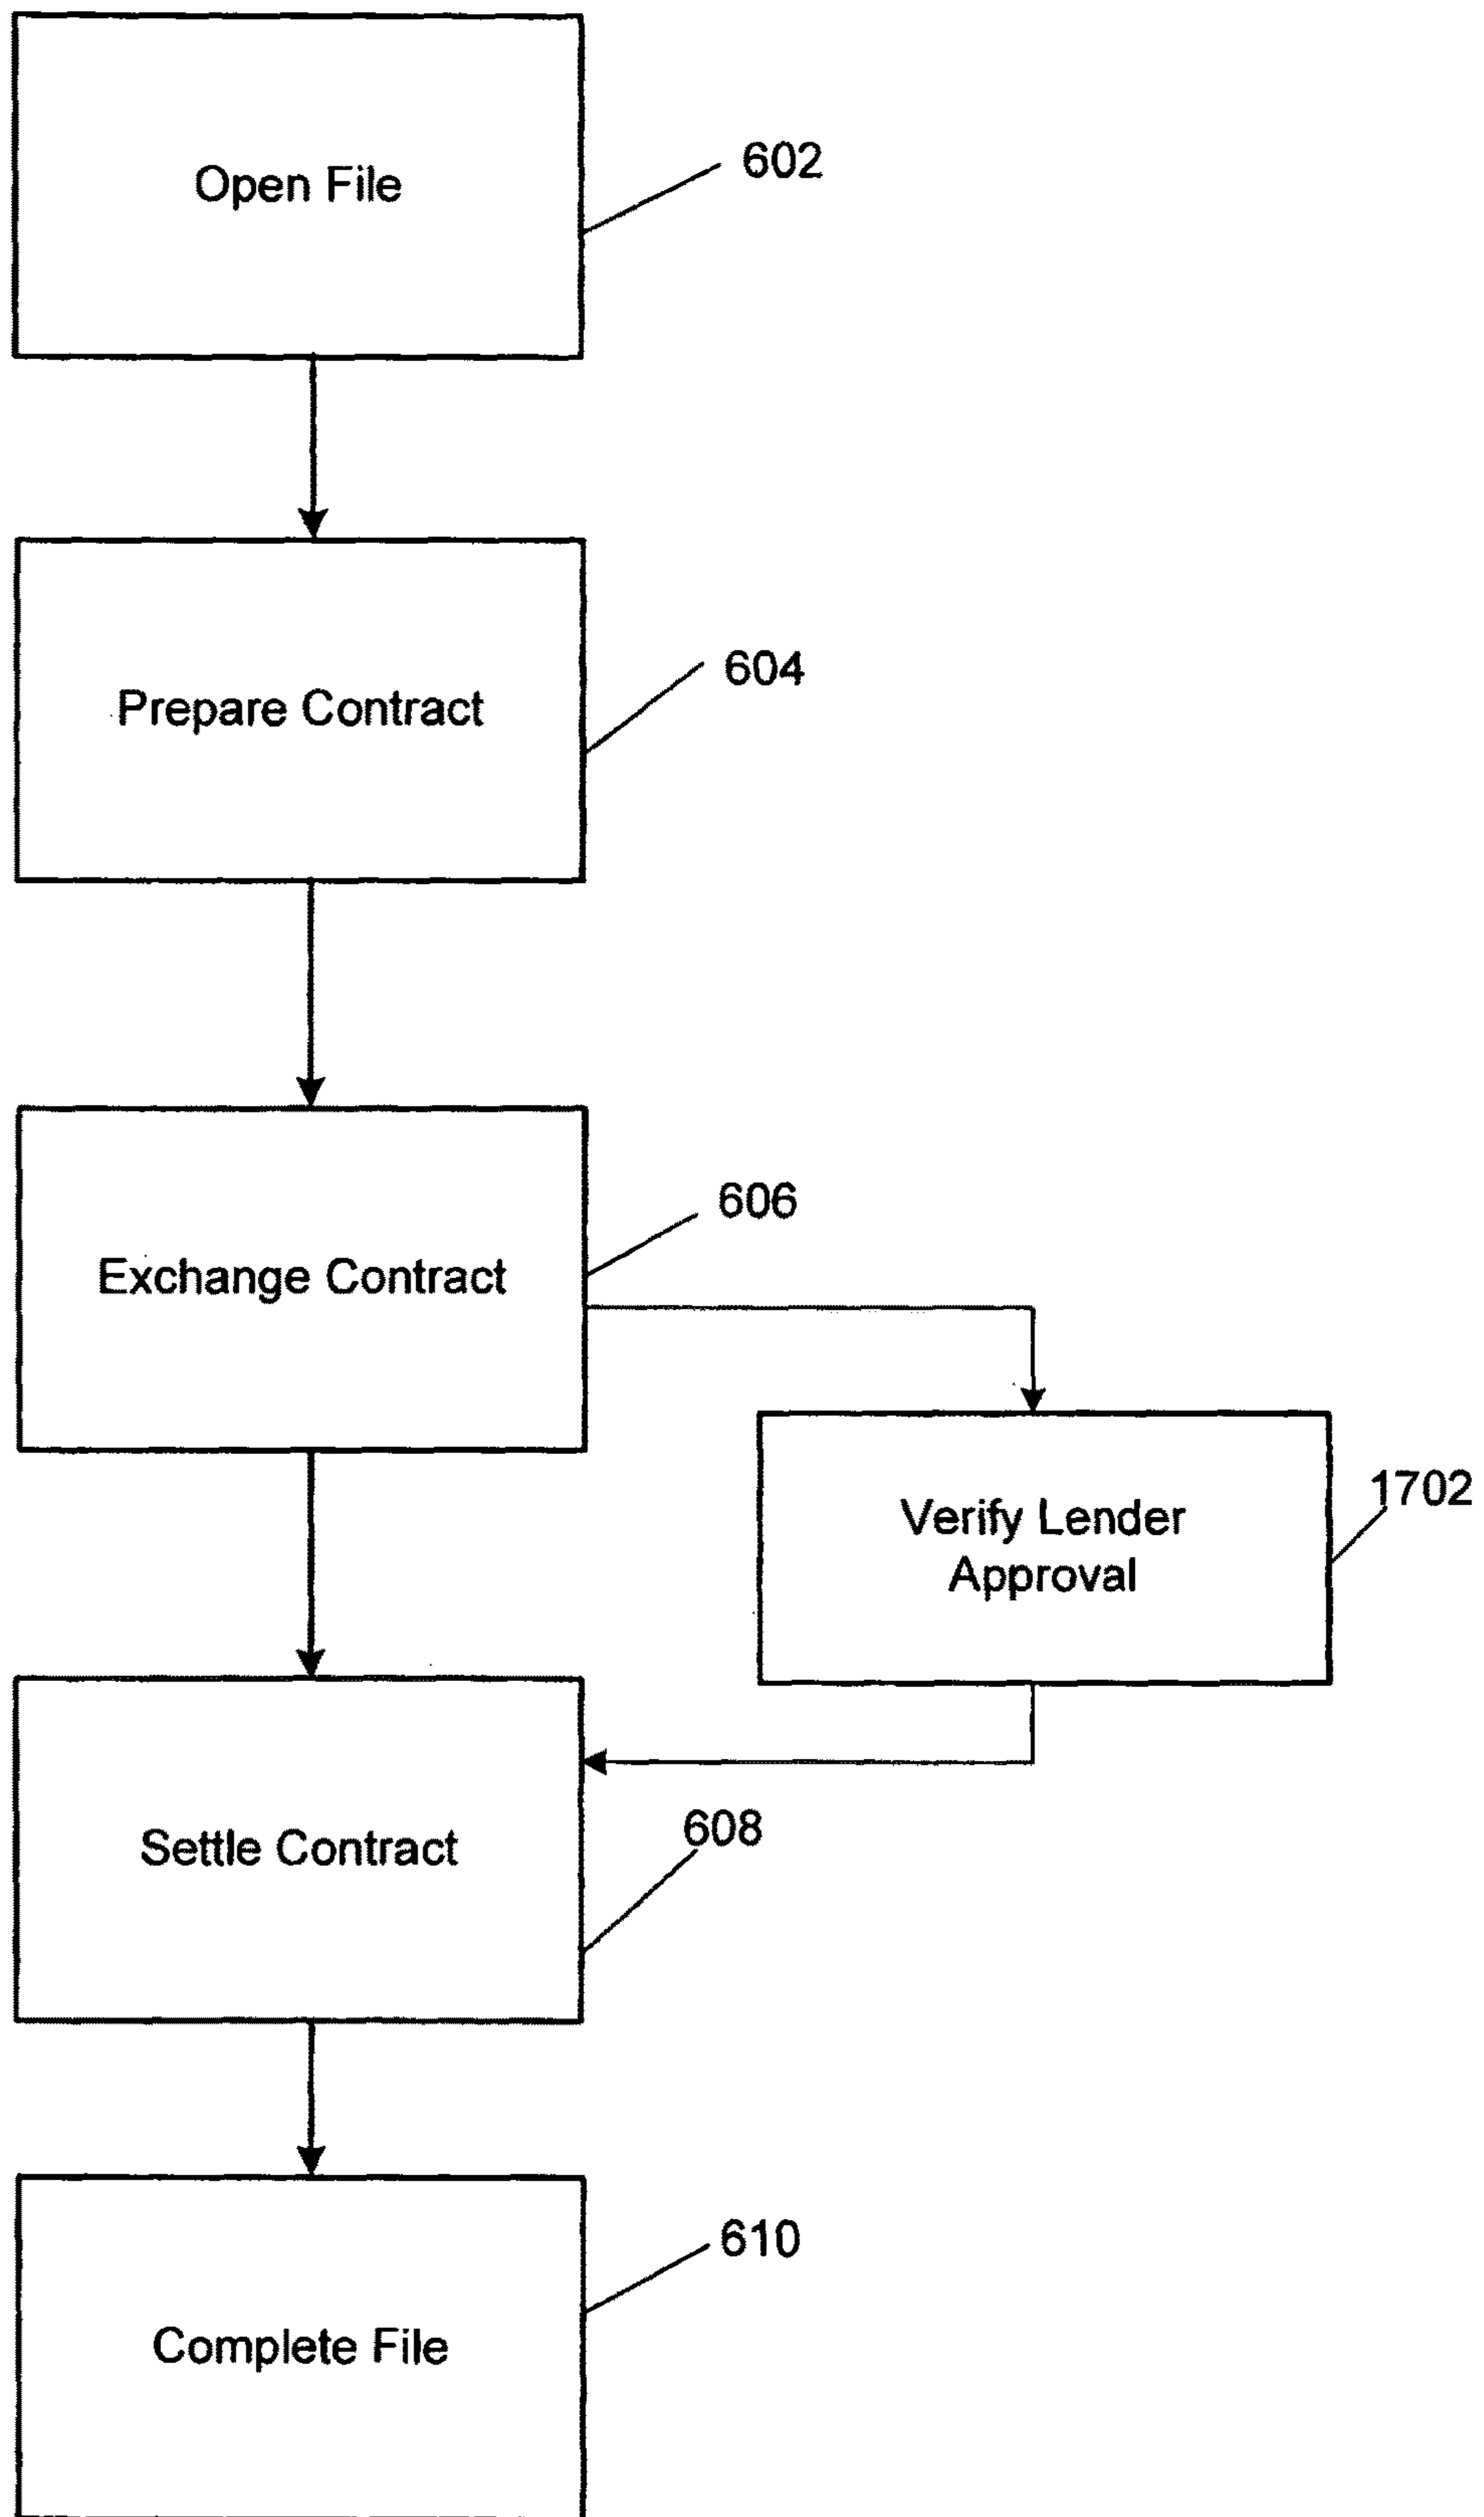 Open File
602
Prepare Contract
604
Exchange Contract
606
Verify Lender
Approval
1702
Settle Contract
608
Complete File
610